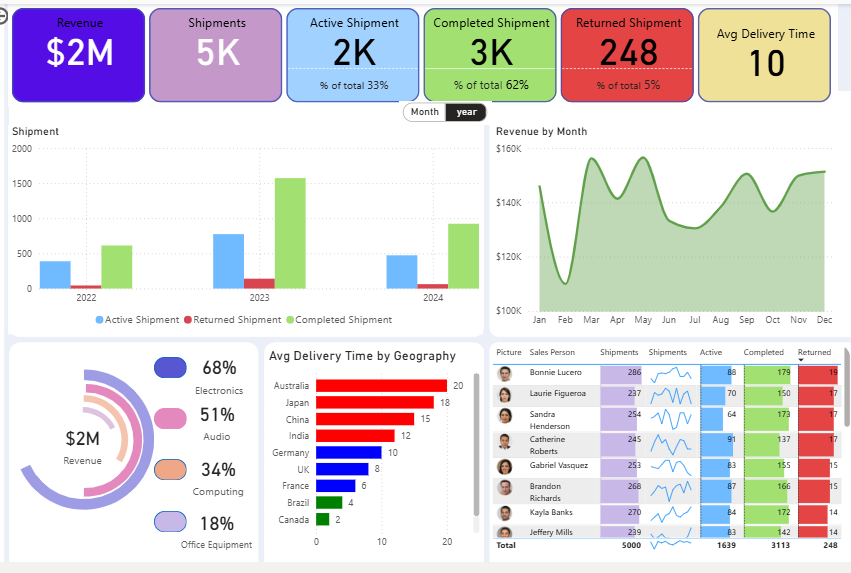 Revenue
$2M
Shipments
5K
Active Shipment
2K
% of total 33%
Completed Shipment
3K
% of total 62%
Returned Shipment
248
% of total 5%
Avg Delivery Time
10
Month year
Shipment
2000
1500
1000
500
0
2022 2023 2024
Active Shipment Returned Shipment Completed Shipment
Revenue by Month
$160K
$140K
$120K
$100K
Jan Feb Mar Apr May Jun Jul Aug Sep Oct Nov Dec
$2M
Revenue
68%
Electronics
51%
Audio
34%
Computing
18%
Office Equipment
Avg Delivery Time by Geography
Australia 20
Japan 18
China 15
India 12
Germany 10
UK 8
France 6
Brazil 4
Canada 2
0 10 20
Picture Sales Person Shipments Shipments Active Completed Returned
Bonnie Lucero 286 88 179 19
Laurie Figueroa 237 70 150 17
Sandra
Henderson 254 64 173 17
Catherine
Roberts 245 91 137 17
Gabriel Vasquez 253 83 155 15
Brandon
Richards 268 87 166 15
Kayla Banks 270 84 172 14
Jeffery Mills 239 83 142 14
Total 5000 1639 3113 248